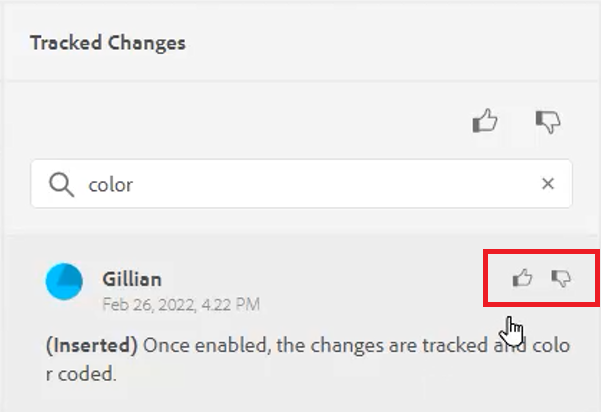 Tracked Changes
color
Gillian
Feb 26, 2022, 4.22 PM
(Inserted) Once enabled, the changes are tracked and colo
r coded.